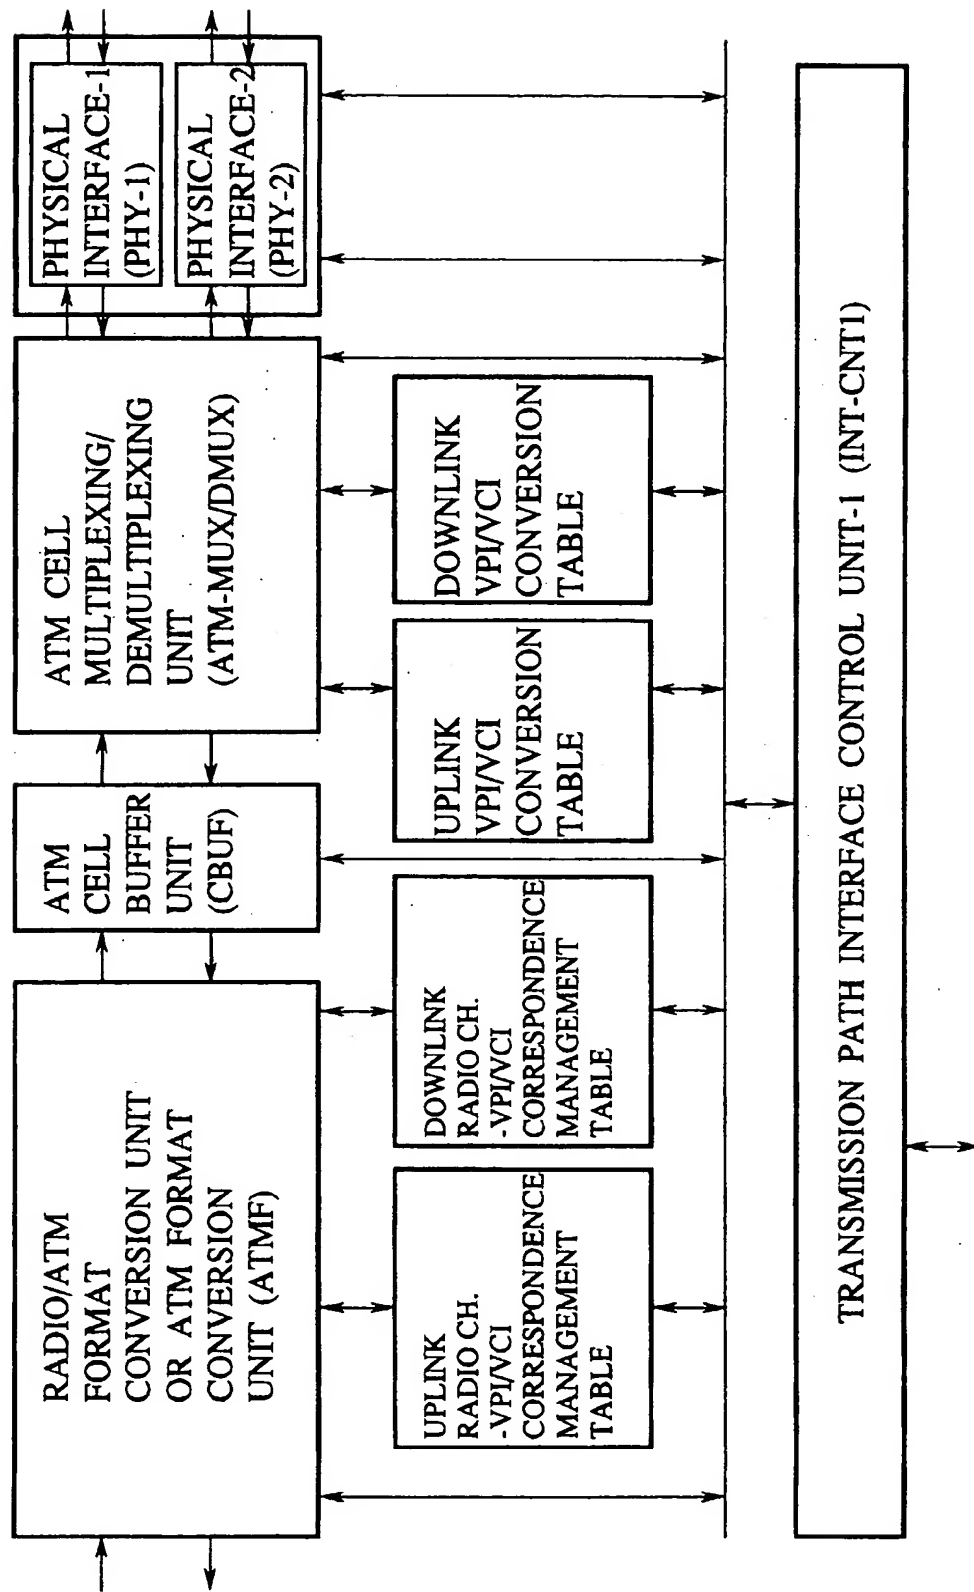 RADIO/ATM
FORMAT
CONVERSION UNIT
OR ATM FORMAT
CONVERSION
UNIT (ATMF)
ATM
CELL
BUFFER
UNIT
(CBUF)
ATM CELL
MULTIPLEXING/
DEMULTIPLEXING
UNIT
(ATM-MUX/DMUX)
PHYSICAL
INTERFACE-1
(PHY-1)
PHYSICAL
INTERFACE-2
(PHY-2)
UPLINK
RADIO CH.
-VPI/VCI
CORRESPONDENCE
MANAGEMENT
TABLE
DOWNLINK
RADIO CH.
-VPI/VCI
CORRESPONDENCE
MANAGEMENT
TABLE
UPLINK
VPI/VCI
CONVERSION
TABLE
DOWNLINK
VPI/VCI
CONVERSION
TABLE
TRANSMISSION PATH INTERFACE CONTROL UNIT-1 (INT-CNT1)